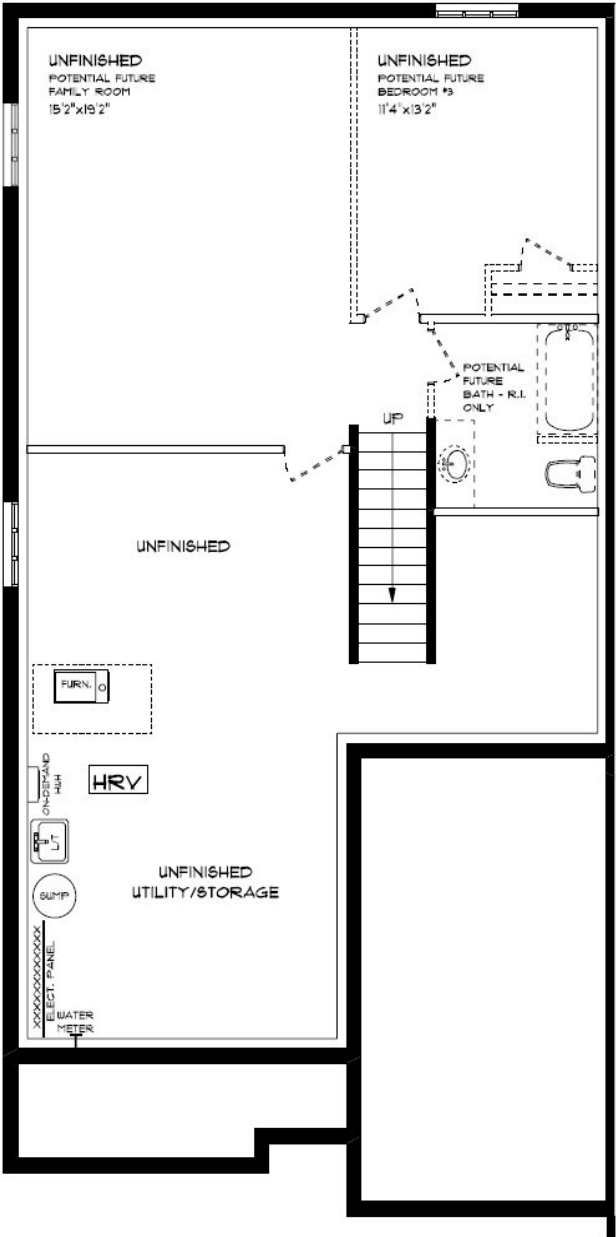 UNFINISHED
POTENTIAL FUTURE
FAMILY ROOM
15'2"x19'2"
UNFINISHED
POTENTIAL FUTURE
BEDROOM #3
11'4"x13'2"
POTENTIAL
FUTURE
BATH - R.I.
ONLY
UP
UNFINISHED
FURN.
HRV
ON-DEMAND
HWH
L/T
SUMP
UNFINISHED
UTILITY/STORAGE
XXXXXXXXXXXX
ELECT. PANEL
WATER
METER